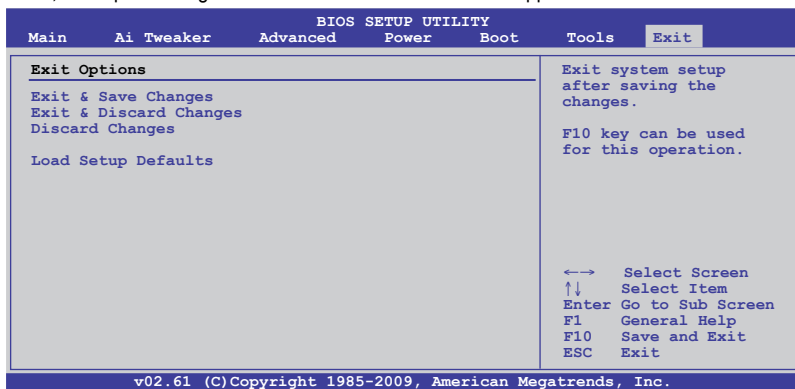 BIOS SETUP UTILITY
Main Ai Tweaker Advanced Power Boot Tools Exit
Exit Options
Exit & Save Changes
Exit & Discard Changes
Discard Changes
Load Setup Defaults
Exit system setup
after saving the
changes.
F10 key can be used
for this operation.
←→ Select Screen
↑↓ Select Item
Enter Go to Sub Screen
F1 General Help
F10 Save and Exit
ESC Exit
v02.61 (C)Copyright 1985-2009, American Megatrends, Inc.